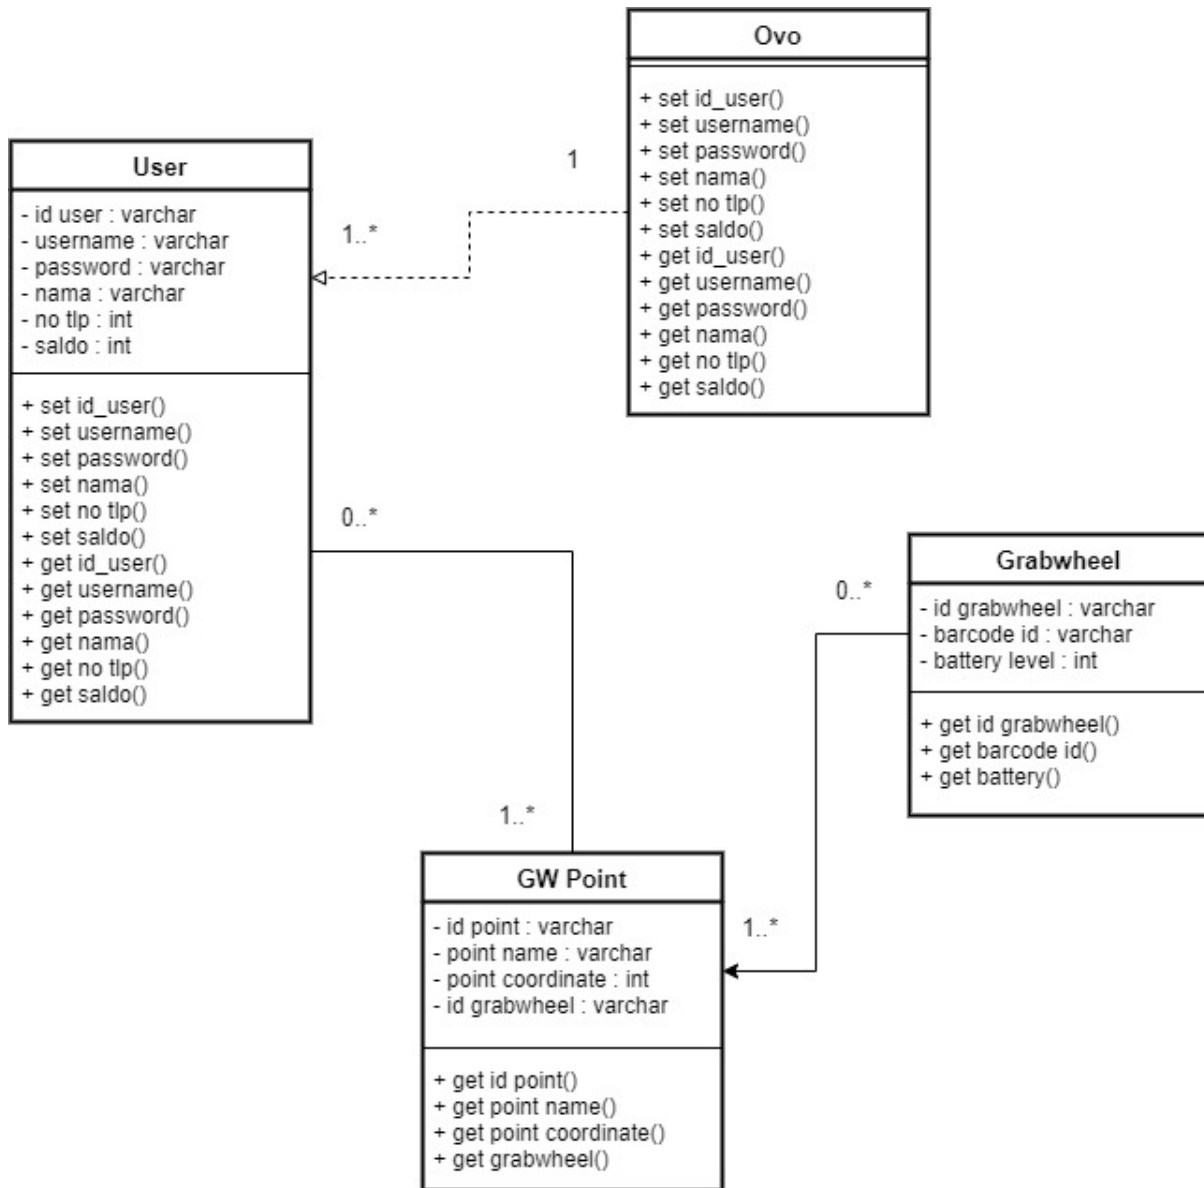 Ovo
+ set id_user()
+ set username()
+ set password()
+ set nama()
+ set no tlp()
+ set saldo()
+ get id_user()
+ get username()
+ get password()
+ get nama()
+ get no tlp()
+ get saldo()
1
1..*
User
- id user : varchar
- username : varchar
- password : varchar
- nama : varchar
- no tlp : int
- saldo : int
+ set id_user()
+ set username()
+ set password()
+ set nama()
+ set no tlp()
+ set saldo()
+ get id_user()
+ get username()
+ get password()
+ get nama()
+ get no tlp()
+ get saldo()
0..*
1..*
Grabwheel
- id grabwheel : varchar
- barcode id : varchar
- battery level : int
+ get id grabwheel()
+ get barcode id()
+ get battery()
0..*
1..*
GW Point
- id point : varchar
- point name : varchar
- point coordinate : int
- id grabwheel : varchar
+ get id point()
+ get point name()
+ get point coordinate()
+ get grabwheel()